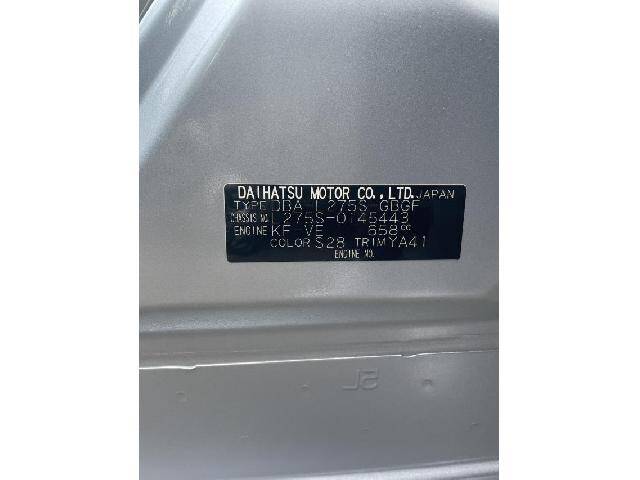 DAIHATSU MOTOR CO.,LTD.JAPAN
TYPE DBA-L275S-GBGF
CHASSIS NO. L275S-0145443
ENGINE KF-VE 658cc
COLOR S28 TRIM YA41
ENGINE NO.